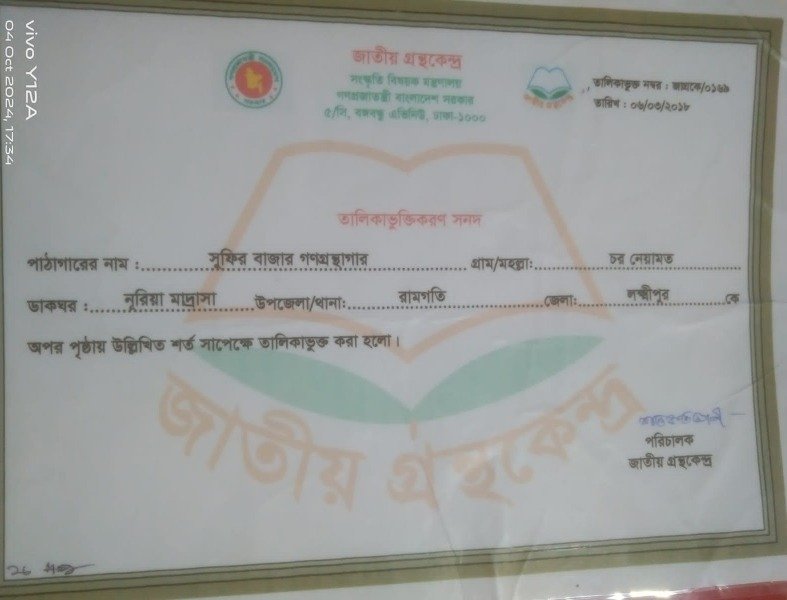 জাতীয় গ্রন্থকেন্দ্র
সংস্কৃতি বিষয়ক মন্ত্রণালয়
গণপ্রজাতন্ত্রী বাংলাদেশ সরকার
৫/সি, বঙ্গবন্ধু এভিনিউ, ঢাকা-১০০০
তালিকাভুক্ত নম্বর : জাগ্রকে/০১৬৯
তারিখ : ০৬/০৩/২০১৮
তালিকাভুক্তিকরণ সনদ
পাঠাগারের নাম : সুফির বাজার গণগ্রন্থাগার গ্রাম/মহল্লা: চর নেয়ামত
ডাকঘর : নুরিয়া মাদ্রাসা উপজেলা/থানা: রামগতি জেলা: লক্ষ্মীপুর কে
অপর পৃষ্ঠায় উল্লিখিত শর্ত সাপেক্ষে তালিকাভুক্ত করা হলো।
জাতীয় গ্রন্থকেন্দ্র
পরিচালক
জাতীয় গ্রন্থকেন্দ্র
vivo Y12A
04 Oct 2024, 17:34